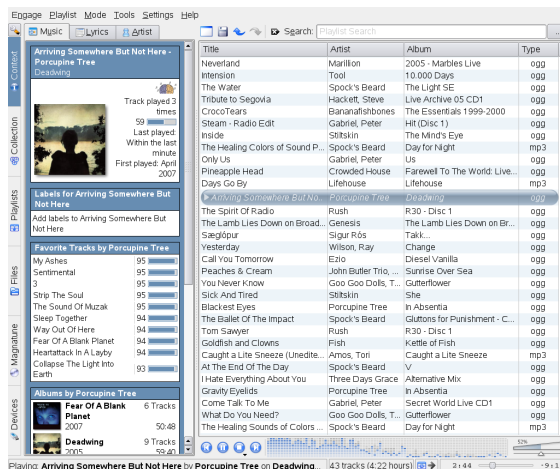 Engage Playlist Mode Tools Settings Help
Music Lyrics Artist
Search: Playlist Search
Context
Collection
Playlists
Files
Magnatune
Devices
Arriving Somewhere But Not Here -
Porcupine Tree
Deadwing
Track played 3
times
59
Last played:
Within the last
minute
First played: April
2007
Labels for Arriving Somewhere But
Not Here
Add labels to Arriving Somewhere But
Not Here
Favorite Tracks by Porcupine Tree
My Ashes 95
Sentimental 95
3 95
Strip The Soul 95
The Sound Of Muzak 95
Sleep Together 94
Way Out Of Here 94
Fear Of A Blank Planet 94
Heartattack In A Layby 94
Collapse The Light Into
Earth 93
Albums by Porcupine Tree
Fear Of A Blank
Planet 6 Tracks
2007 50:48
Deadwing 9 Tracks
2005 59:40
Title Artist Album Type
Neverland Marillion 2005 - Marbles Live ogg
Intension Tool 10.000 Days ogg
The Water Spock's Beard The Light SE ogg
Tribute to Segovia Hackett, Steve Live Archive 05 CD1 ogg
CrocoTears Bananafishbones The Essentials 1999-2000 ogg
Steam - Radio Edit Gabriel, Peter Hit (Disc 1) ogg
Inside Stiltskin The Mind's Eye ogg
The Healing Colors of Sound P... Spock's Beard Day for Night mp3
Only Us Gabriel, Peter Us ogg
Pineapple Head Crowded House Farewell To The World: Live... ogg
Days Go By Lifehouse Lifehouse mp3
Arriving Somewhere But No... Porcupine Tree Deadwing ogg
The Spirit Of Radio Rush R30 - Disc 1 ogg
The Lamb Lies Down on Broad... Genesis The Lamb Lies Down on Br... ogg
Sæglópur Sigur Rós Takk... ogg
Yesterday Wilson, Ray Change ogg
Call You Tomorrow Ezio Diesel Vanilla ogg
Peaches & Cream John Butler Trio, ... Sunrise Over Sea ogg
You Never Know Goo Goo Dolls, T... Gutterflower ogg
Sick And Tired Stiltskin She ogg
Blackest Eyes Porcupine Tree In Absentia ogg
The Ballet Of The Impact Spock's Beard Gluttons for Punishment - C... ogg
Tom Sawyer Rush R30 - Disc 1 ogg
Goldfish and Clowns Fish Kettle of Fish ogg
Caught a Lite Sneeze (Unedite... Amos, Tori Caught a Lite Sneeze mp3
At The End Of The Day Spock's Beard V ogg
I Hate Everything About You Three Days Grace Alternative Mix ogg
Gravity Eyelids Porcupine Tree In Absentia ogg
Come Talk To Me Gabriel, Peter Secret World Live CD1 ogg
What Do You Need? Goo Goo Dolls, T... Gutterflower ogg
The Healing Sounds of Colors ... Spock's Beard Day for Night mp3
52%
Playing: Arriving Somewhere But Not Here by Porcupine Tree on Deadwing... 43 tracks (4:22 hours) 2:44